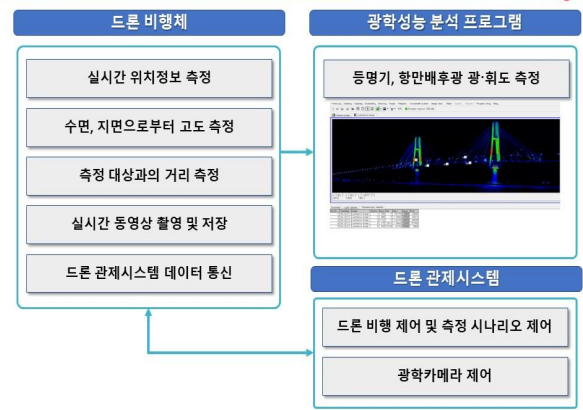 드론 비행체
실시간 위치정보 측정
수면, 지면으로부터 고도 측정
측정 대상과의 거리 측정
실시간 동영상 촬영 및 저장
드론 관제시스템 데이터 통신
광학성능 분석 프로그램
등명기, 항만배후광 광·휘도 측정
드론 관제시스템
드론 비행 제어 및 측정 시나리오 제어
광학카메라 제어